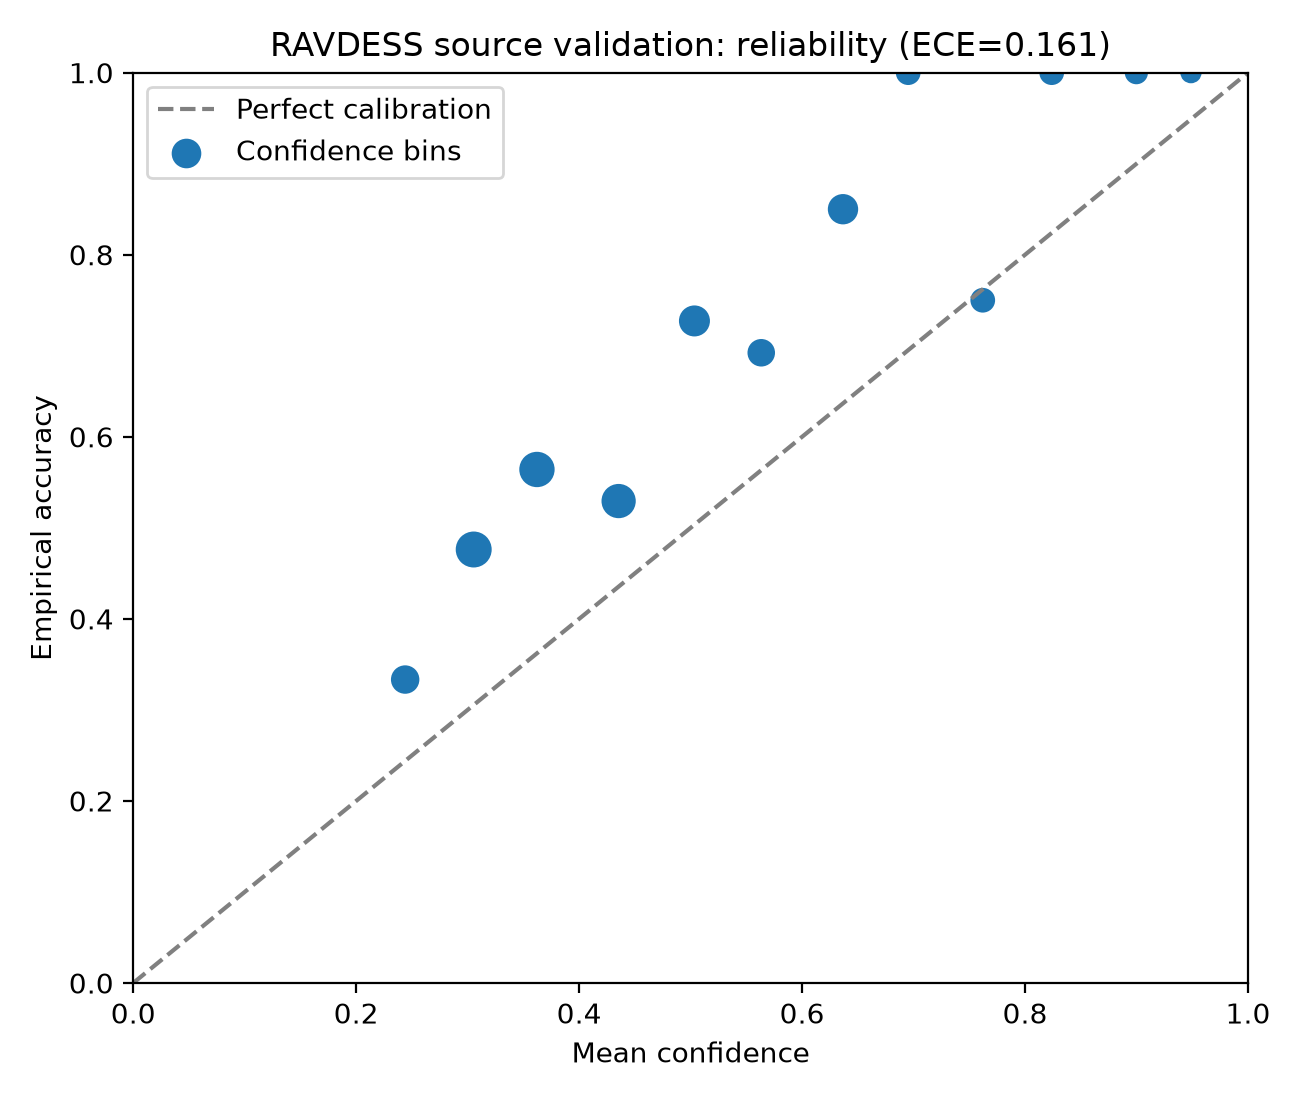 RAVDESS source validation: reliability (ECE=0.161)
Perfect calibration
Confidence bins
1.0
0.8
0.6
0.4
0.2
0.0
Empirical accuracy
0.0 0.2 0.4 0.6 0.8 1.0
Mean confidence